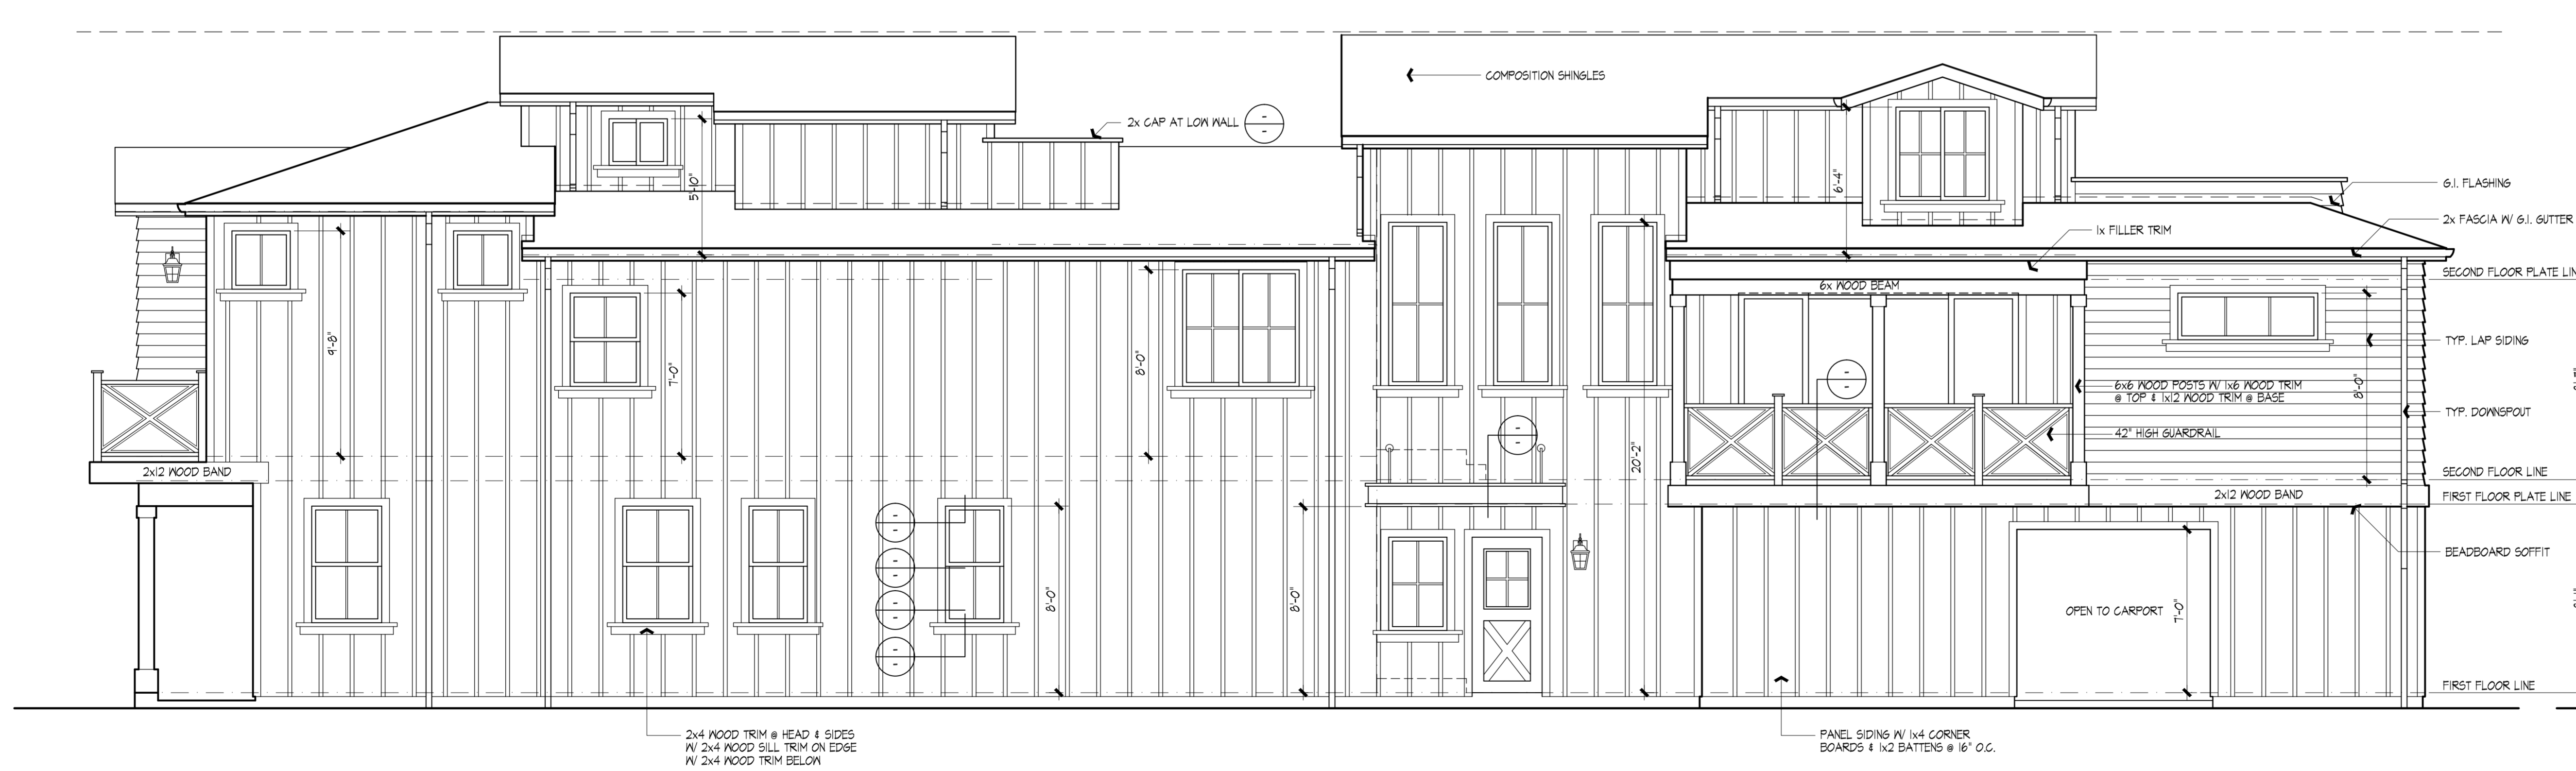 COMPOSITION SHINGLES
2x CAP AT LOW WALL
-
-
5'-10"
6'-4"
G.I. FLASHING
2x FASCIA W/ G.I. GUTTER
1x FILLER TRIM
SECOND FLOOR PLATE LIN
6x WOOD BEAM
9'-8"
7'-0"
8'-0"
TYP. LAP SIDING
-
-
6x6 WOOD POSTS W/ 1x6 WOOD TRIM
@ TOP & 1x12 WOOD TRIM @ BASE
8'-0"
TYP. DOWNSPOUT
-
-
42" HIGH GUARDRAIL
20'-2"
2x12 WOOD BAND
SECOND FLOOR LINE
2x12 WOOD BAND
FIRST FLOOR PLATE LINE
-
-
-
-
-
-
-
-
BEADBOARD SOFFIT
8'-0"
8'-0"
OPEN TO CARPORT
7'-0"
FIRST FLOOR LINE
2x4 WOOD TRIM @ HEAD & SIDES
W/ 2x4 WOOD SILL TRIM ON EDGE
W/ 2x4 WOOD TRIM BELOW
PANEL SIDING W/ 1x4 CORNER
BOARDS & 1x2 BATTENS @ 16" O.C.